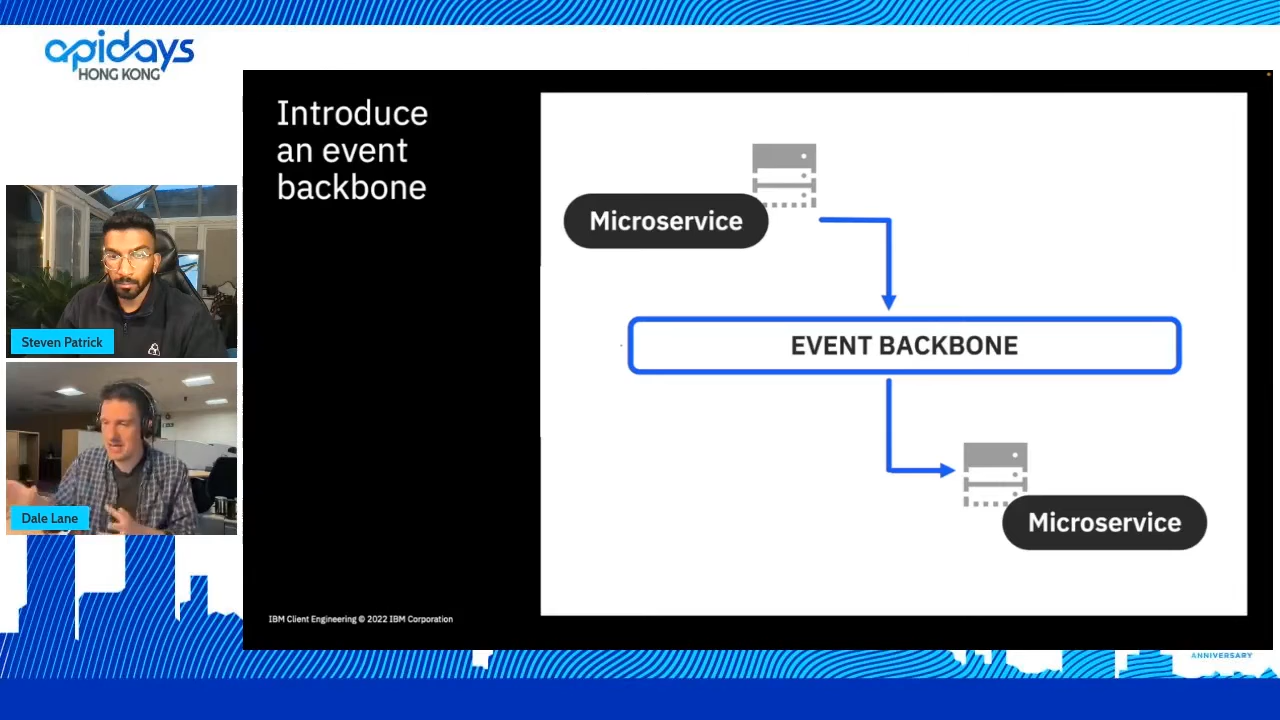 apidays
HONG KONG
Introduce
an event
backbone
Microservice
EVENT BACKBONE
Microservice
Steven Patrick
Dale Lane
IBM Client Engineering © 2022 IBM Corporation
ANNIVERSARY